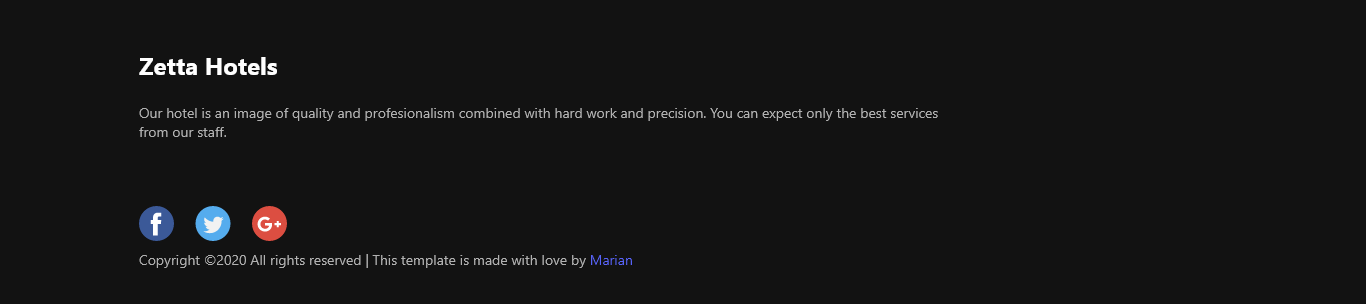 Zetta Hotels
Our hotel is an image of quality and profesionalism combined with hard work and precision. You can expect only the best services
from our staff.
f G+
Copyright ©2020 All rights reserved | This template is made with love by Marian